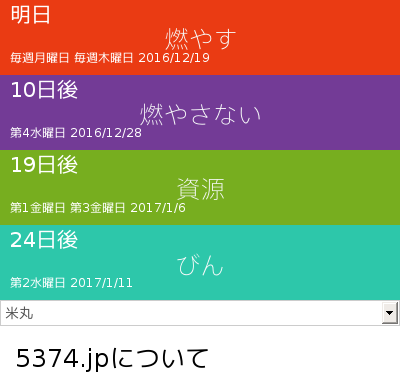 明日
燃やす
毎週月曜日 毎週木曜日 2016/12/19
10日後
燃やさない
第4水曜日 2016/12/28
19日後
資源
第1金曜日 第3金曜日 2017/1/6
24日後
びん
第2水曜日 2017/1/11
米丸
5374.jpについて